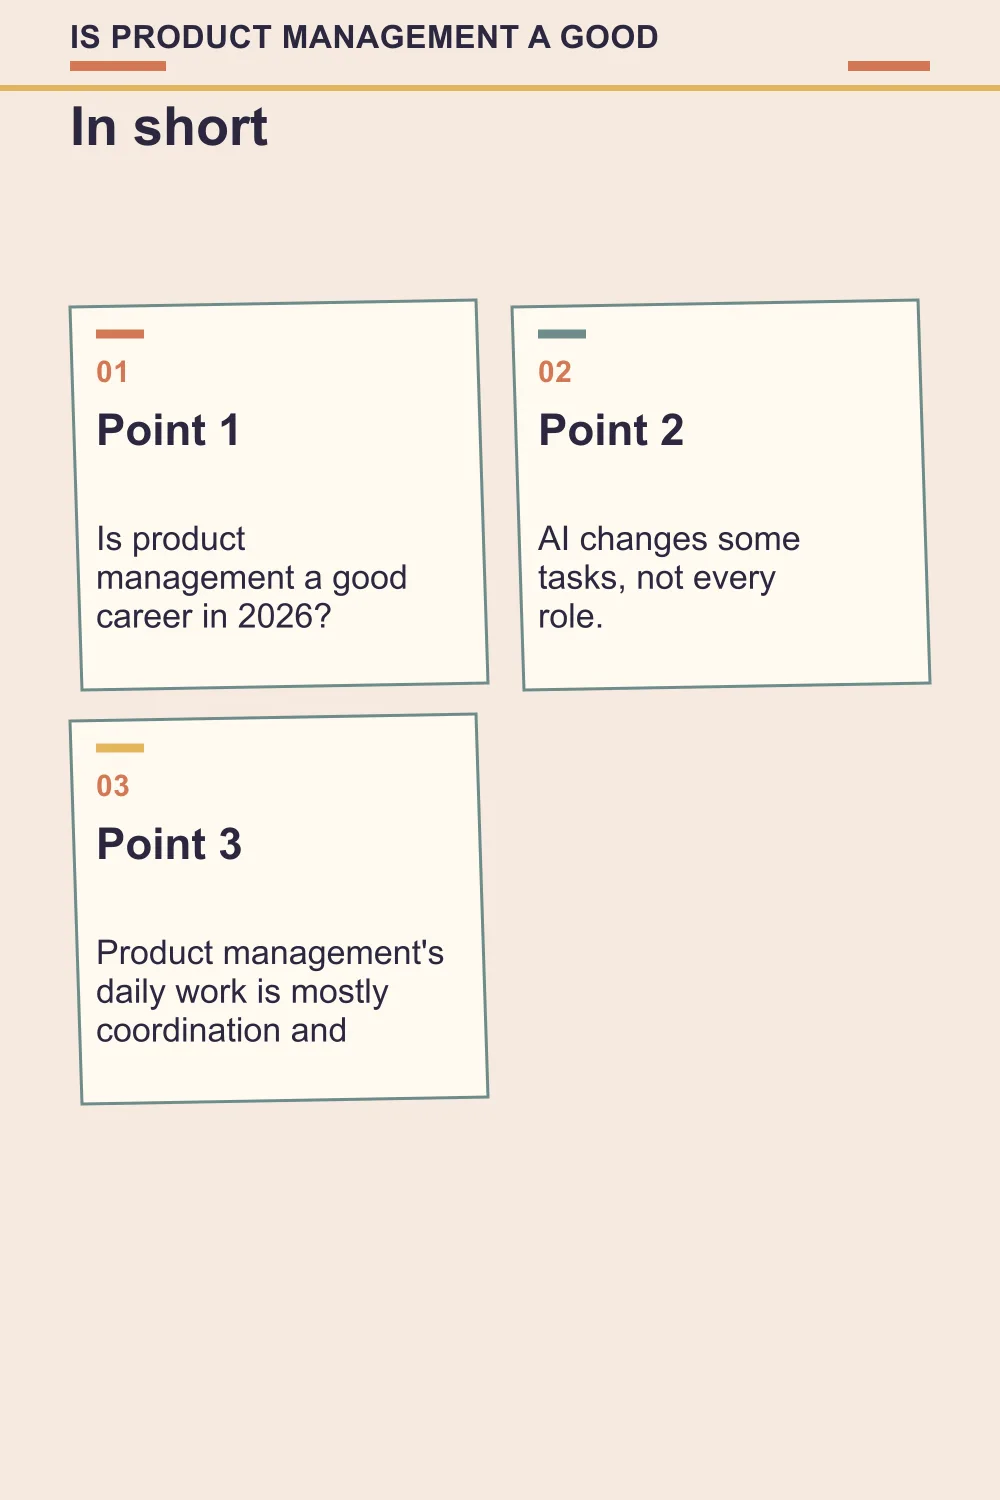 IS PRODUCT MANAGEMENT A GOOD
In short
01
Point 1
Is product
management a good
career in 2026?
02
Point 2
AI changes some
tasks, not every
role.
03
Point 3
Product management's
daily work is mostly
coordination and